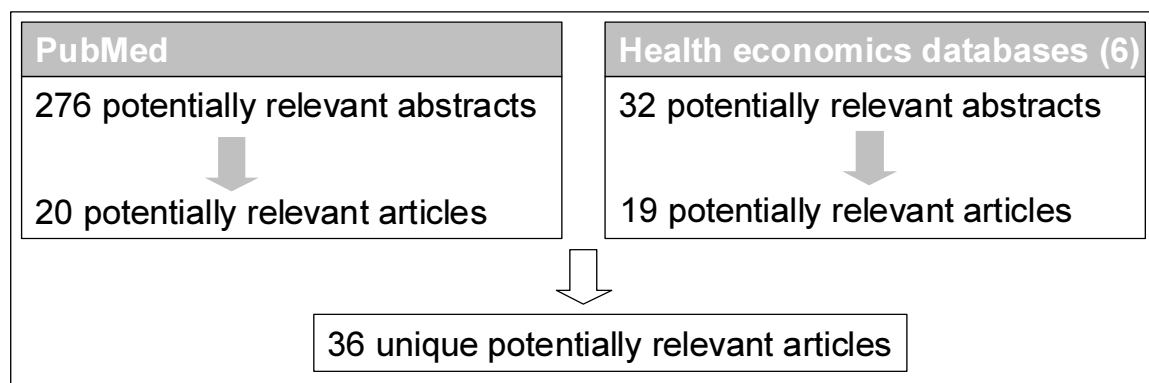 PubMed
276 potentially relevant abstracts
20 potentially relevant articles
Health economics databases (6)
32 potentially relevant abstracts
19 potentially relevant articles
36 unique potentially relevant articles